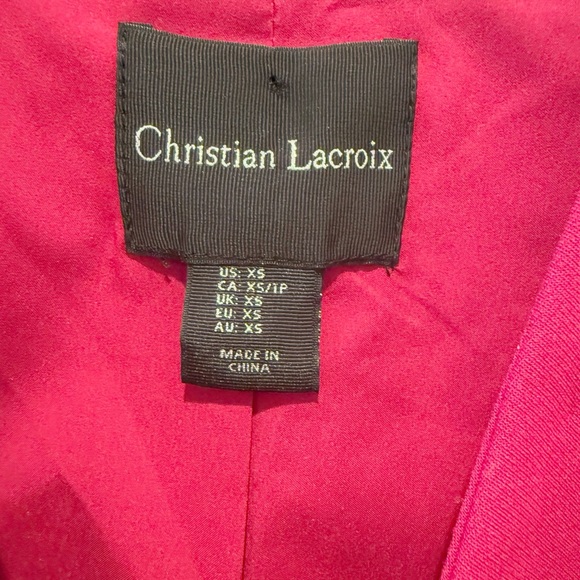 Christian Lacroix
US: XS
CA: XS/TP
UK: XS
EU: XS
AU: XS
MADE IN
CHINA